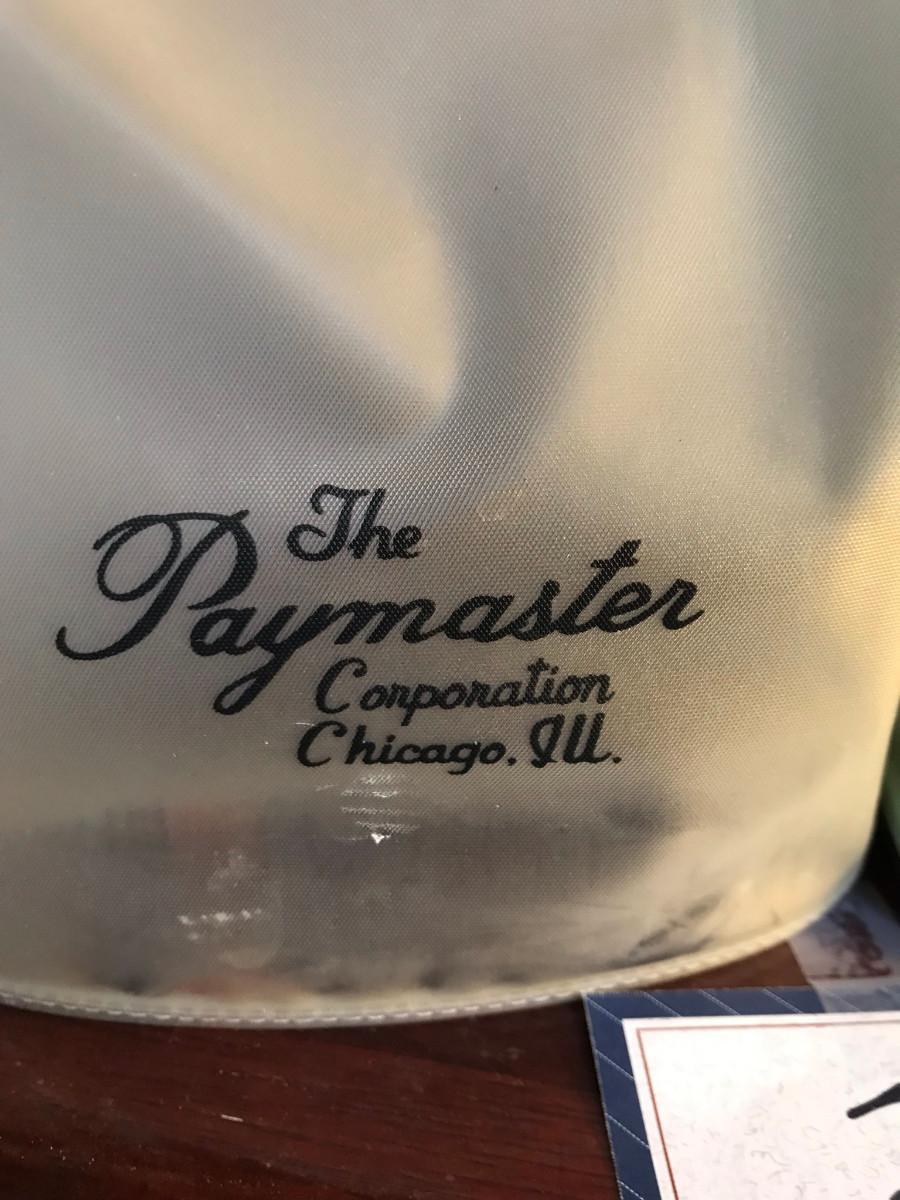 The
Paymaster
Corporation
Chicago. Ill.